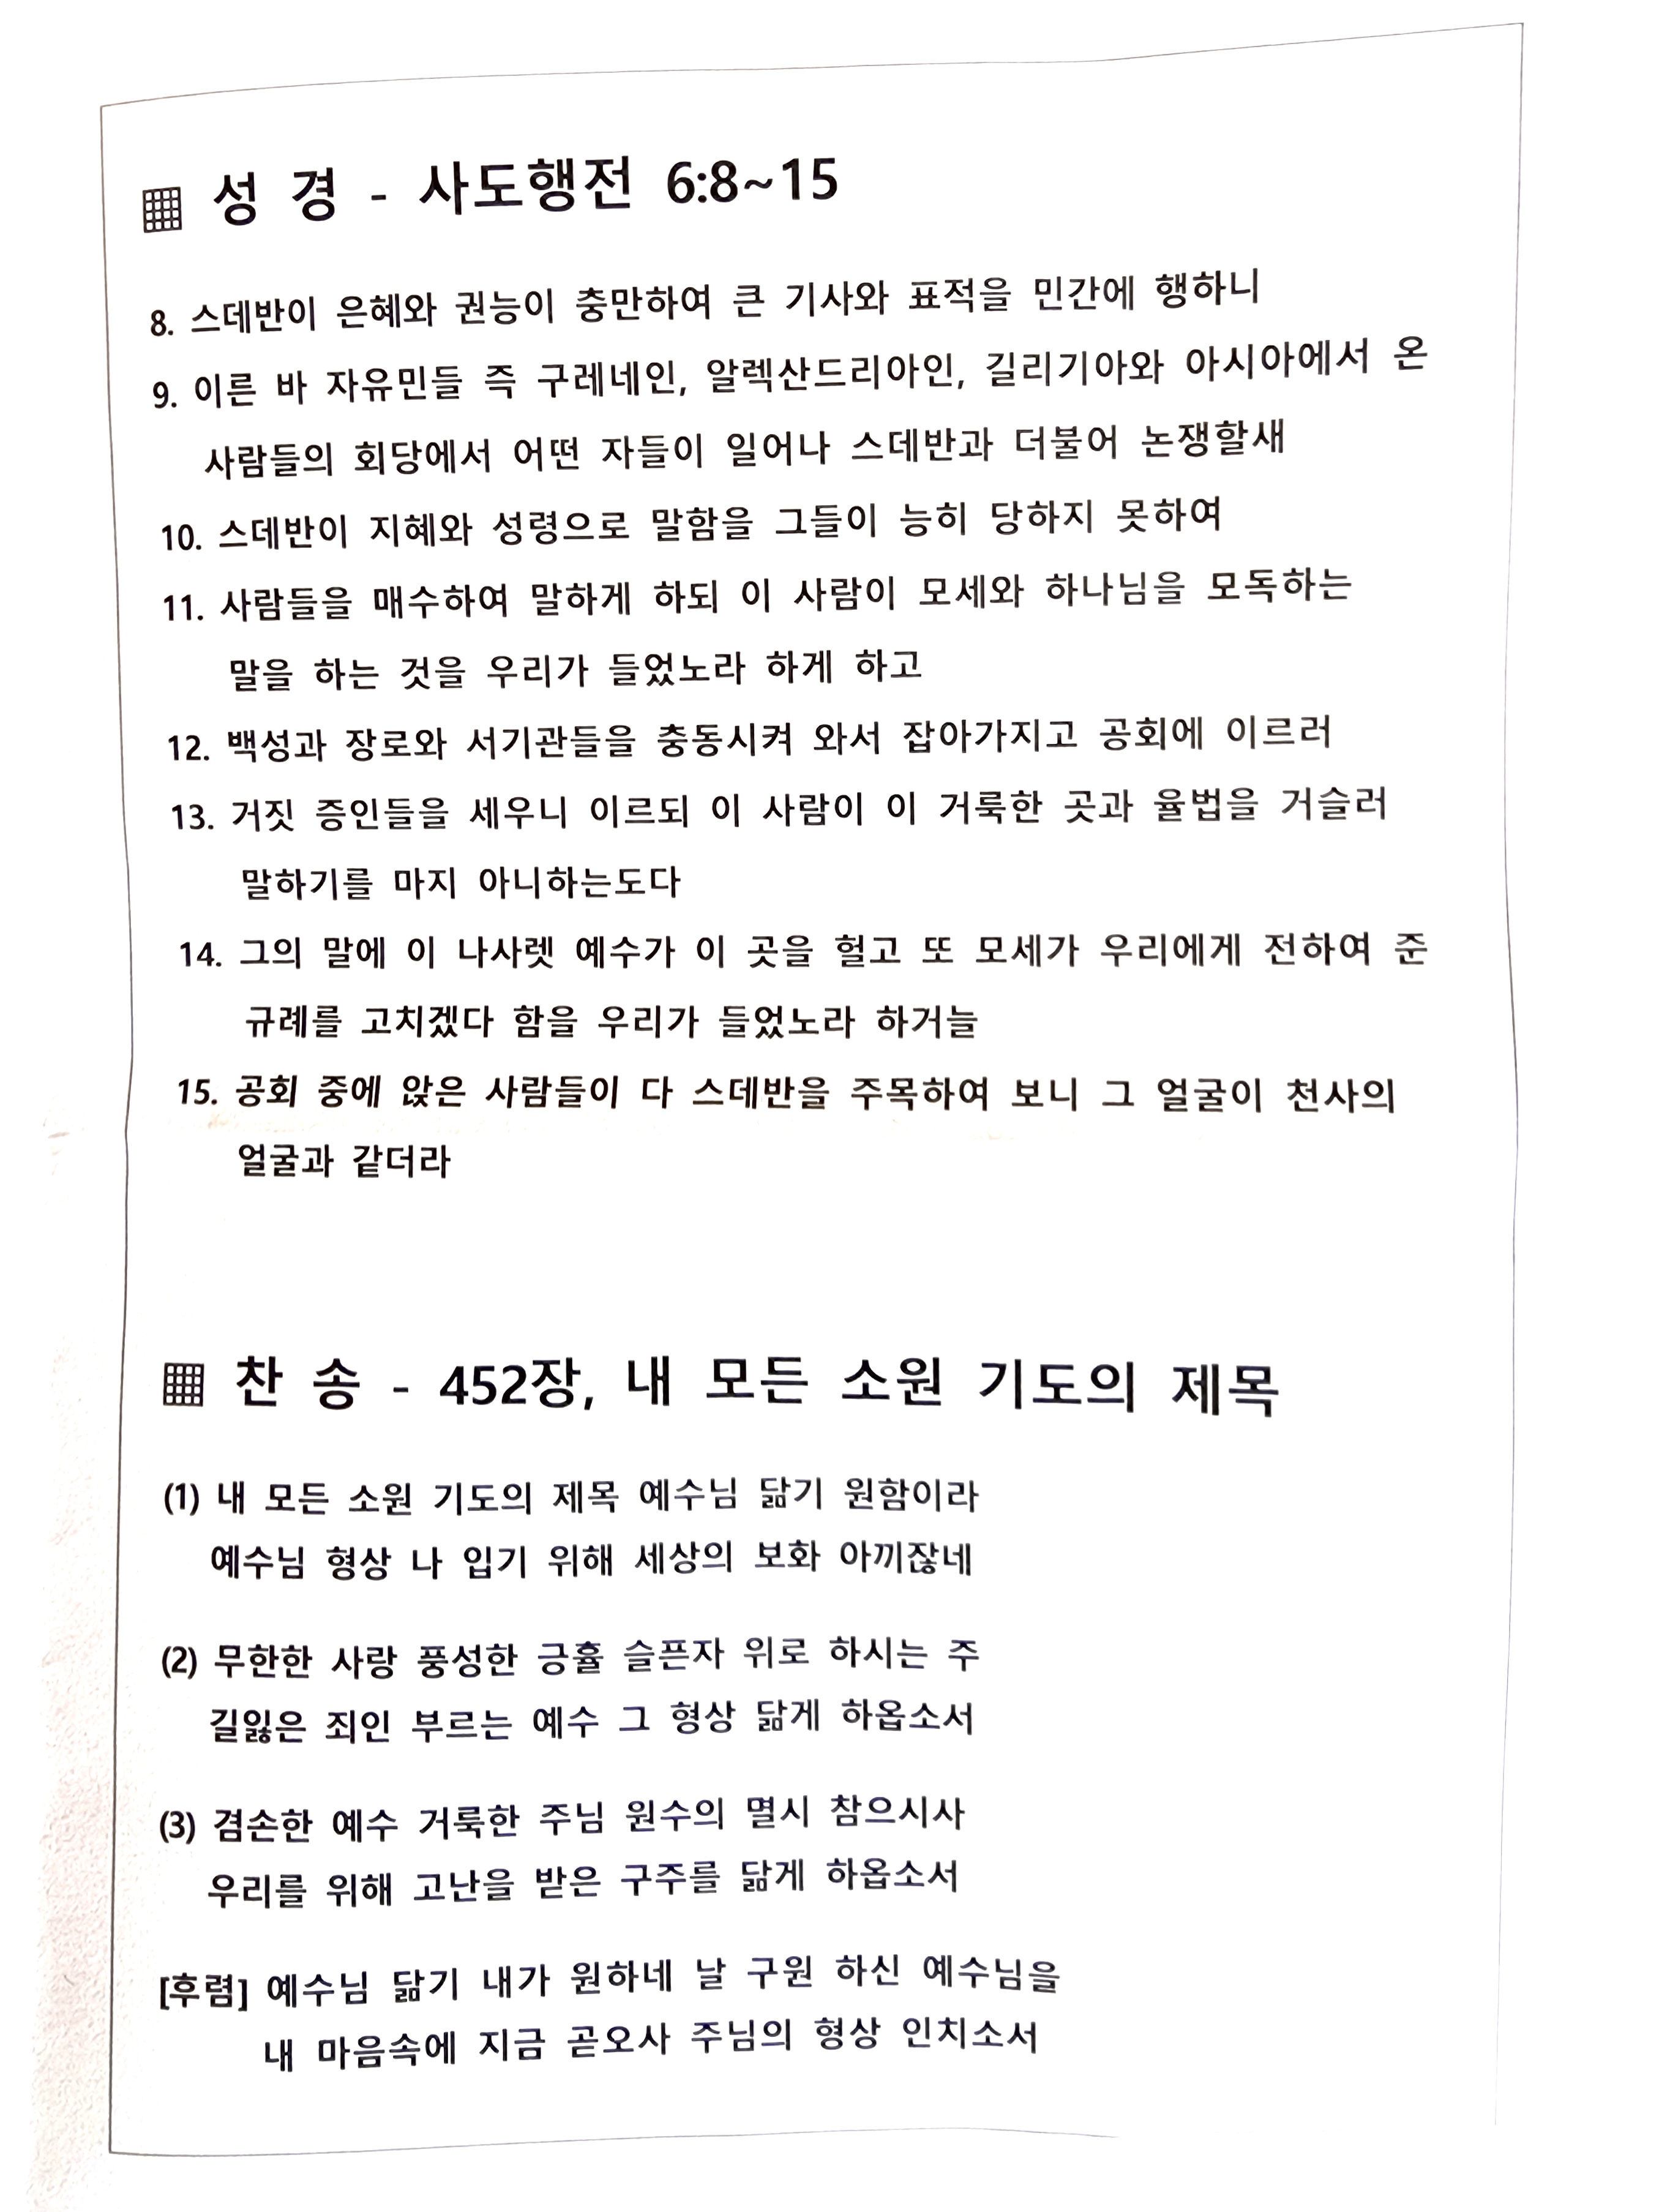 ▦ 성 경 - 사도행전 6:8~15
8. 스데반이 은혜와 권능이 충만하여 큰 기사와 표적을 민간에 행하니
9. 이른 바 자유민들 즉 구레네인, 알렉산드리아인, 길리기아와 아시아에서 온
사람들의 회당에서 어떤 자들이 일어나 스데반과 더불어 논쟁할새
10. 스데반이 지혜와 성령으로 말함을 그들이 능히 당하지 못하여
11. 사람들을 매수하여 말하게 하되 이 사람이 모세와 하나님을 모독하는
말을 하는 것을 우리가 들었노라 하게 하고
12. 백성과 장로와 서기관들을 충동시켜 와서 잡아가지고 공회에 이르러
13. 거짓 증인들을 세우니 이르되 이 사람이 이 거룩한 곳과 율법을 거슬러
말하기를 마지 아니하는도다
14. 그의 말에 이 나사렛 예수가 이 곳을 헐고 또 모세가 우리에게 전하여 준
규례를 고치겠다 함을 우리가 들었노라 하거늘
15. 공회 중에 앉은 사람들이 다 스데반을 주목하여 보니 그 얼굴이 천사의
얼굴과 같더라
▦ 찬 송 - 452장, 내 모든 소원 기도의 제목
(1) 내 모든 소원 기도의 제목 예수님 닮기 원함이라
예수님 형상 나 입기 위해 세상의 보화 아끼잖네
(2) 무한한 사랑 풍성한 긍휼 슬픈자 위로 하시는 주
길잃은 죄인 부르는 예수 그 형상 닮게 하옵소서
(3) 겸손한 예수 거룩한 주님 원수의 멸시 참으시사
우리를 위해 고난을 받은 구주를 닮게 하옵소서
[후렴] 예수님 닮기 내가 원하네 날 구원 하신 예수님을
내 마음속에 지금 곧오사 주님의 형상 인치소서